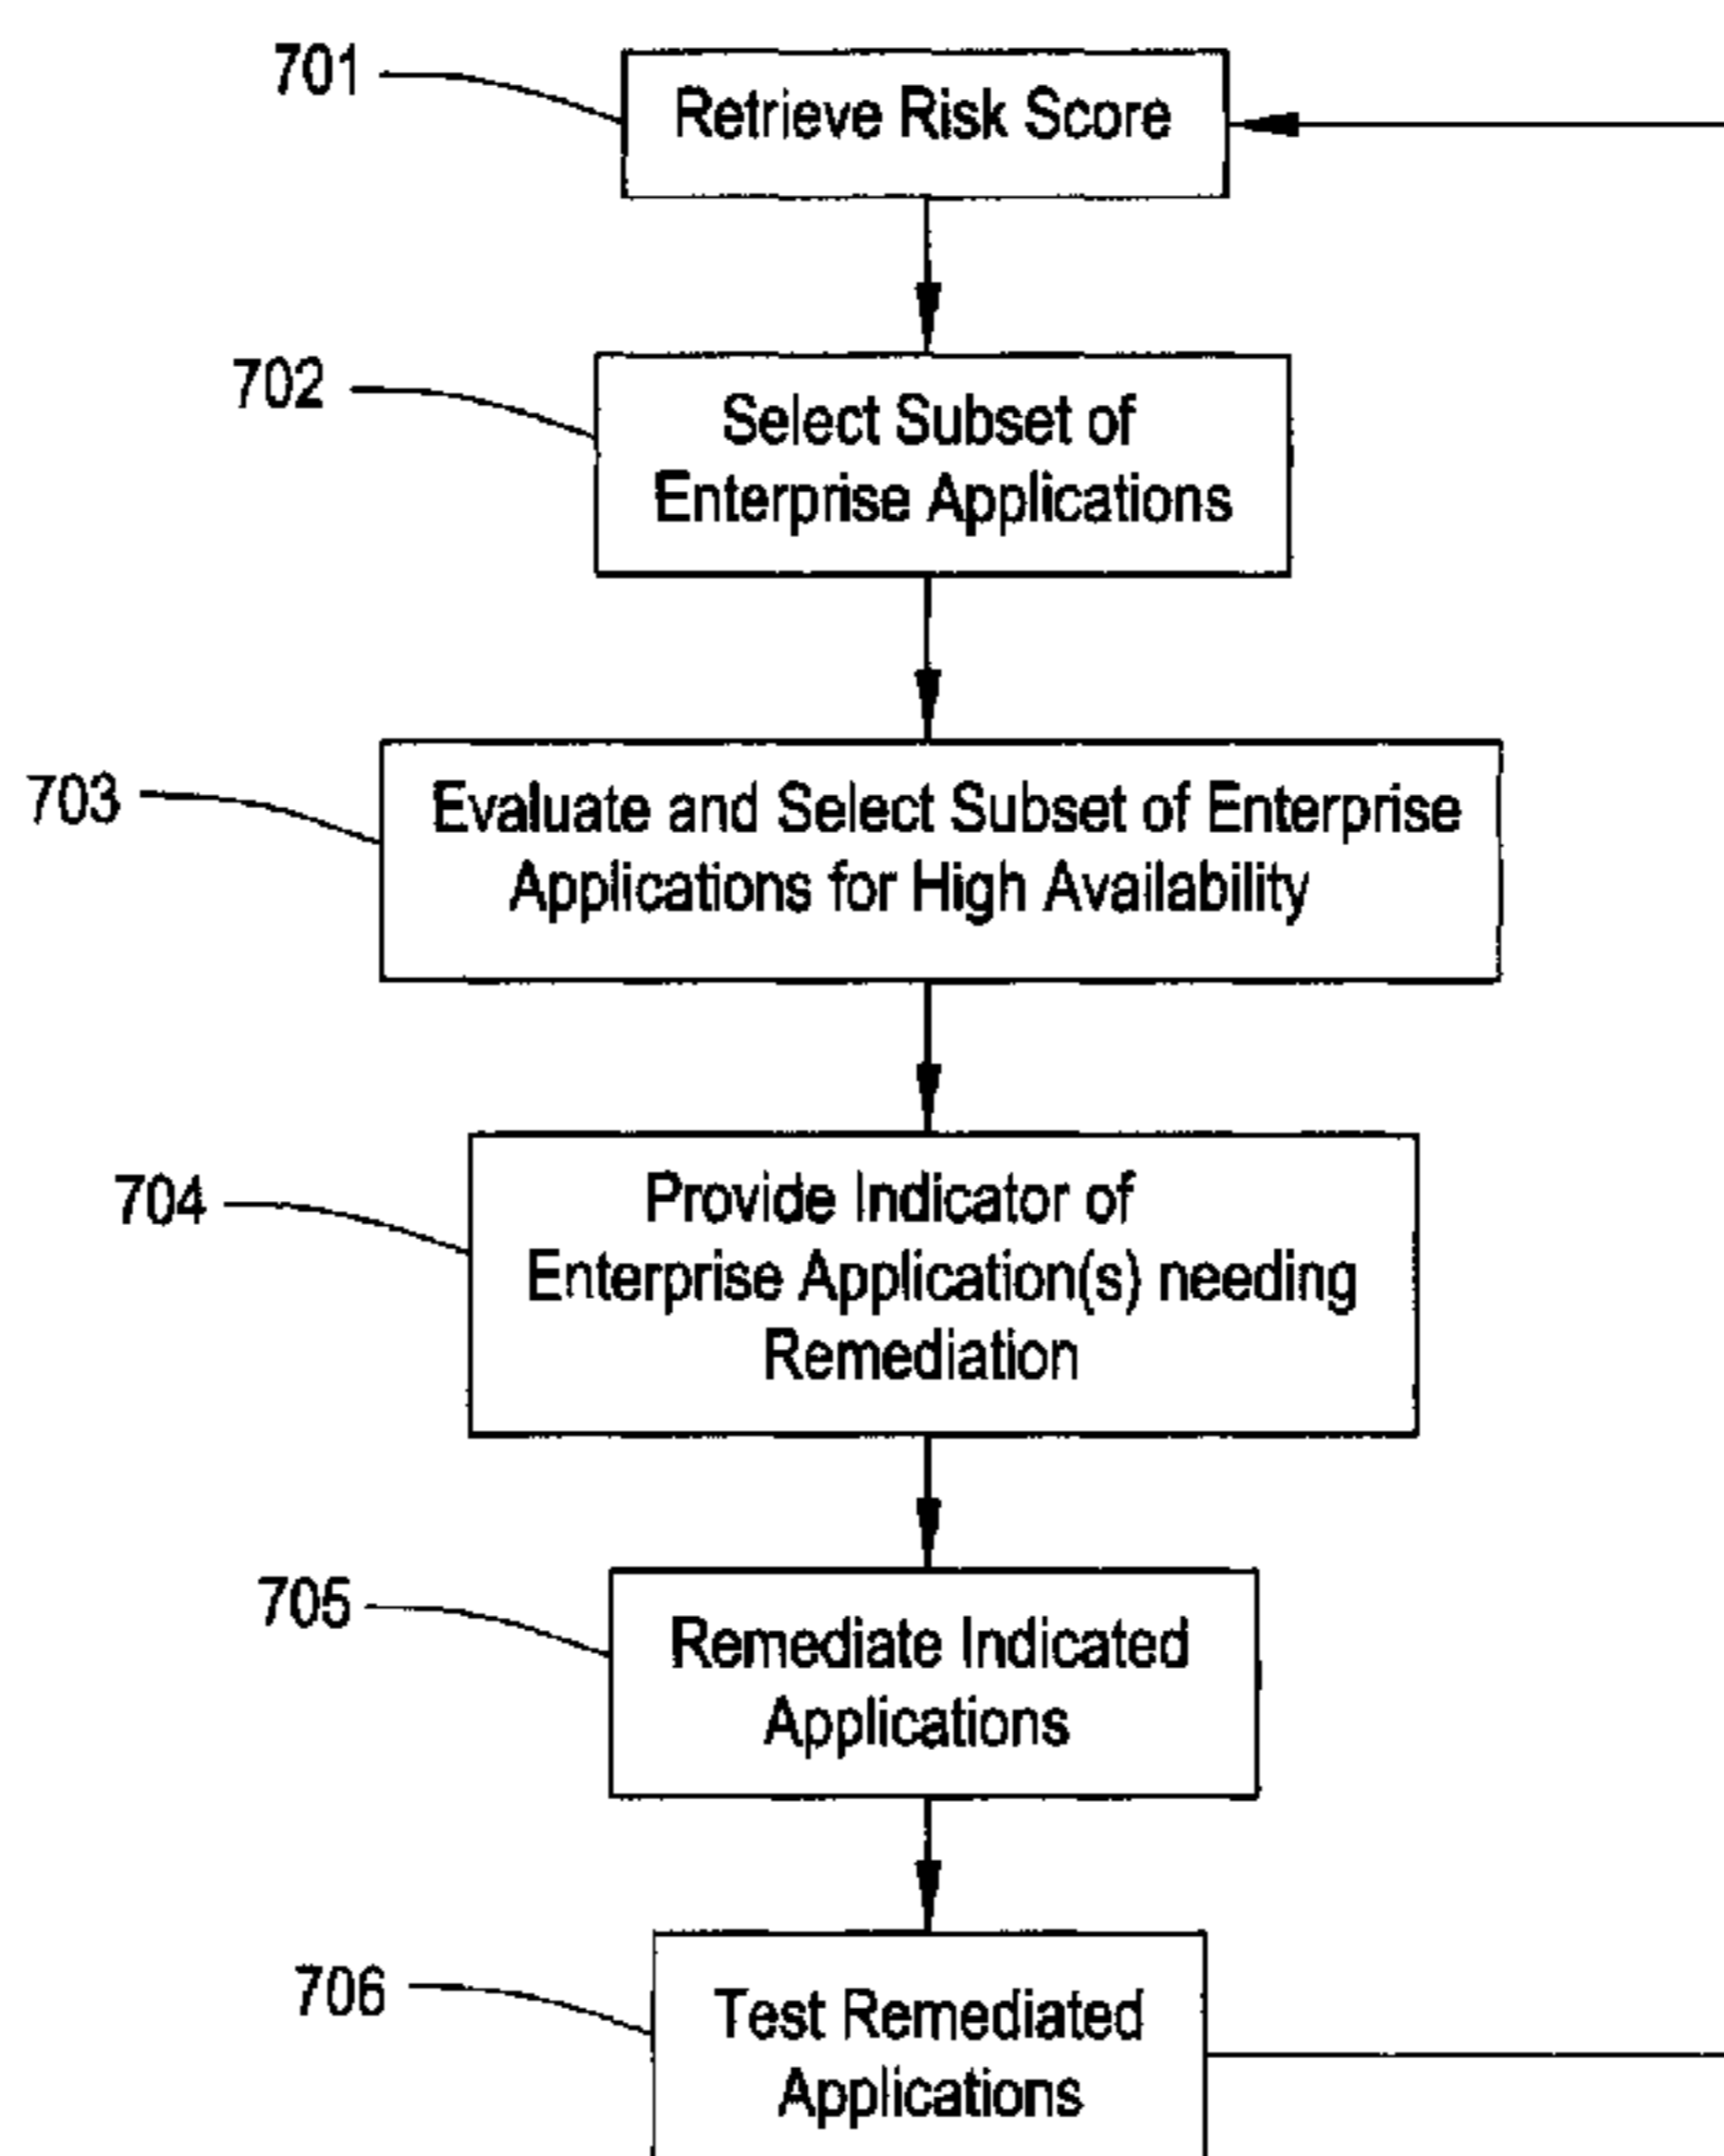 701
Retrieve Risk Score
702
Select Subset of
Enterprise Applications
703
Evaluate and Select Subset of Enterprise
Applications for High Availability
704
Provide Indicator of
Enterprise Application(s) needing
Remediation
705
Remediate Indicated
Applications
706
Test Remediated
Applications